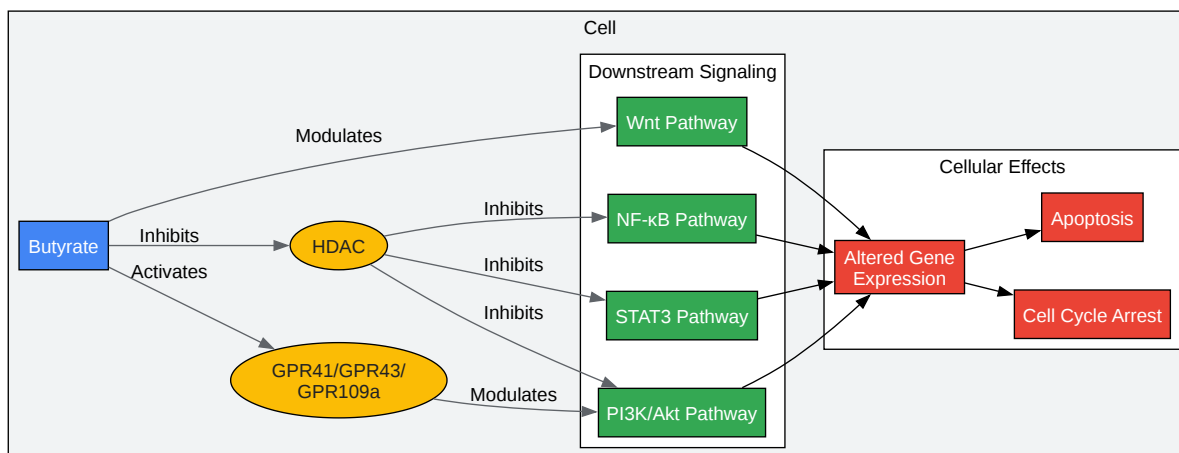 Cell
Downstream Signaling
Wnt Pathway
Modulates
Cellular Effects
Inhibits
NF-κB Pathway
Apoptosis
Butyrate
Inhibits
HDAC
Altered Gene
Expression
Activates
Inhibits
STAT3 Pathway
Cell Cycle Arrest
Inhibits
GPR41/GPR43/
GPR109a
Modulates
PI3K/Akt Pathway